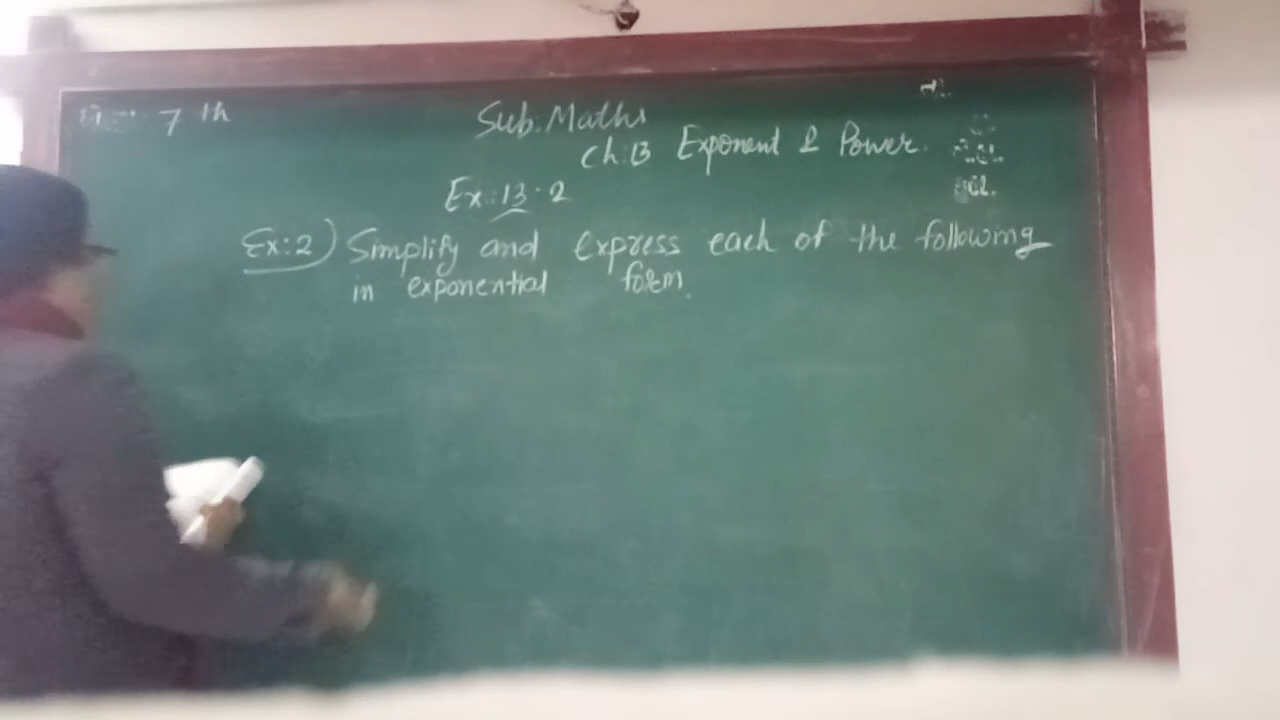 7 th
Sub: Maths
Ch: 13 Exponent & Power.
Ex: 13.2
Ex: 2) Simplify and express each of the following
in exponential form.